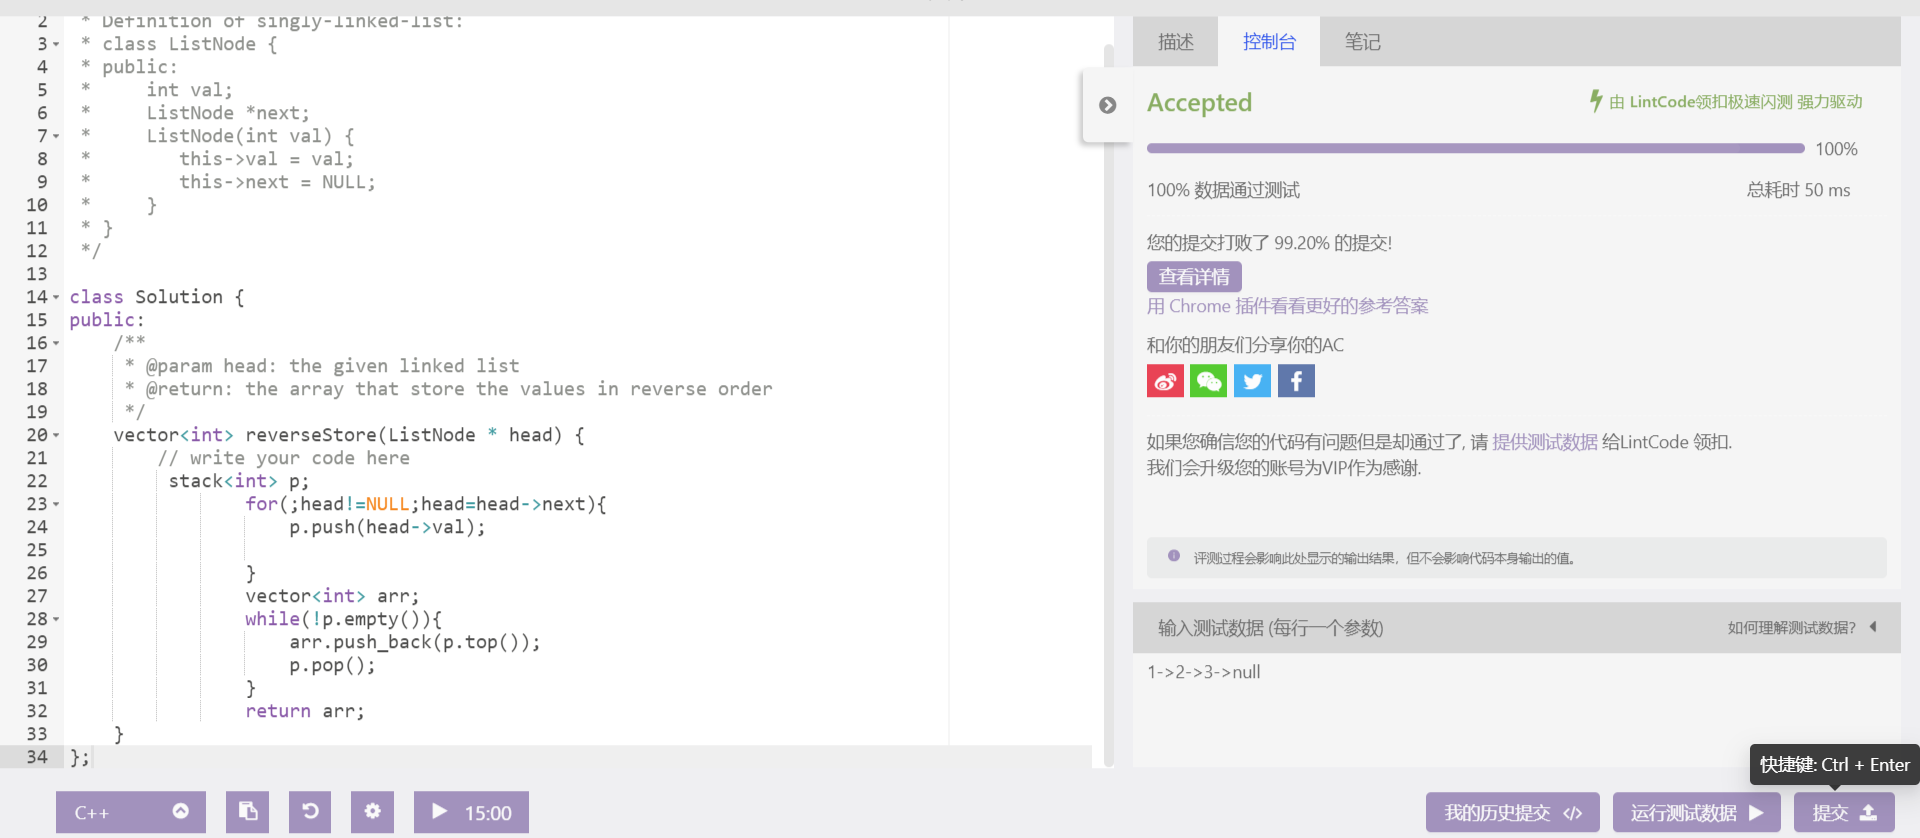 2 * Definition of singly-linked-list:
3 * class ListNode {
4 * public:
5 *     int val;
6 *     ListNode *next;
7 *     ListNode(int val) {
8 *        this->val = val;
9 *        this->next = NULL;
10 *     }
11 * }
12 */
13
14 class Solution {
15 public:
16     /**
17      * @param head: the given linked list
18      * @return: the array that store the values in reverse order
19      */
20     vector<int> reverseStore(ListNode * head) {
21         // write your code here
22          stack<int> p;
23                 for(;head!=NULL;head=head->next){
24                     p.push(head->val);
25
26                 }
27                 vector<int> arr;
28                 while(!p.empty()){
29                     arr.push_back(p.top());
30                     p.pop();
31                 }
32                 return arr;
33     }
34 };
C++
15:00
描述 控制台 笔记
Accepted
由 LintCode领扣极速闪测 强力驱动
100%
100% 数据通过测试 总耗时 50 ms
您的提交打败了 99.20% 的提交!
查看详情
用 Chrome 插件看看更好的参考答案
和你的朋友们分享你的AC
如果您确信您的代码有问题但是却通过了, 请 提供测试数据 给LintCode 领扣.
我们会升级您的账号为VIP作为感谢.
评测过程会影响此处显示的输出结果，但不会影响代码本身输出的值。
输入测试数据 (每行一个参数) 如何理解测试数据?
1->2->3->null
快捷键: Ctrl + Enter
我的历史提交 </> 运行测试数据 提交